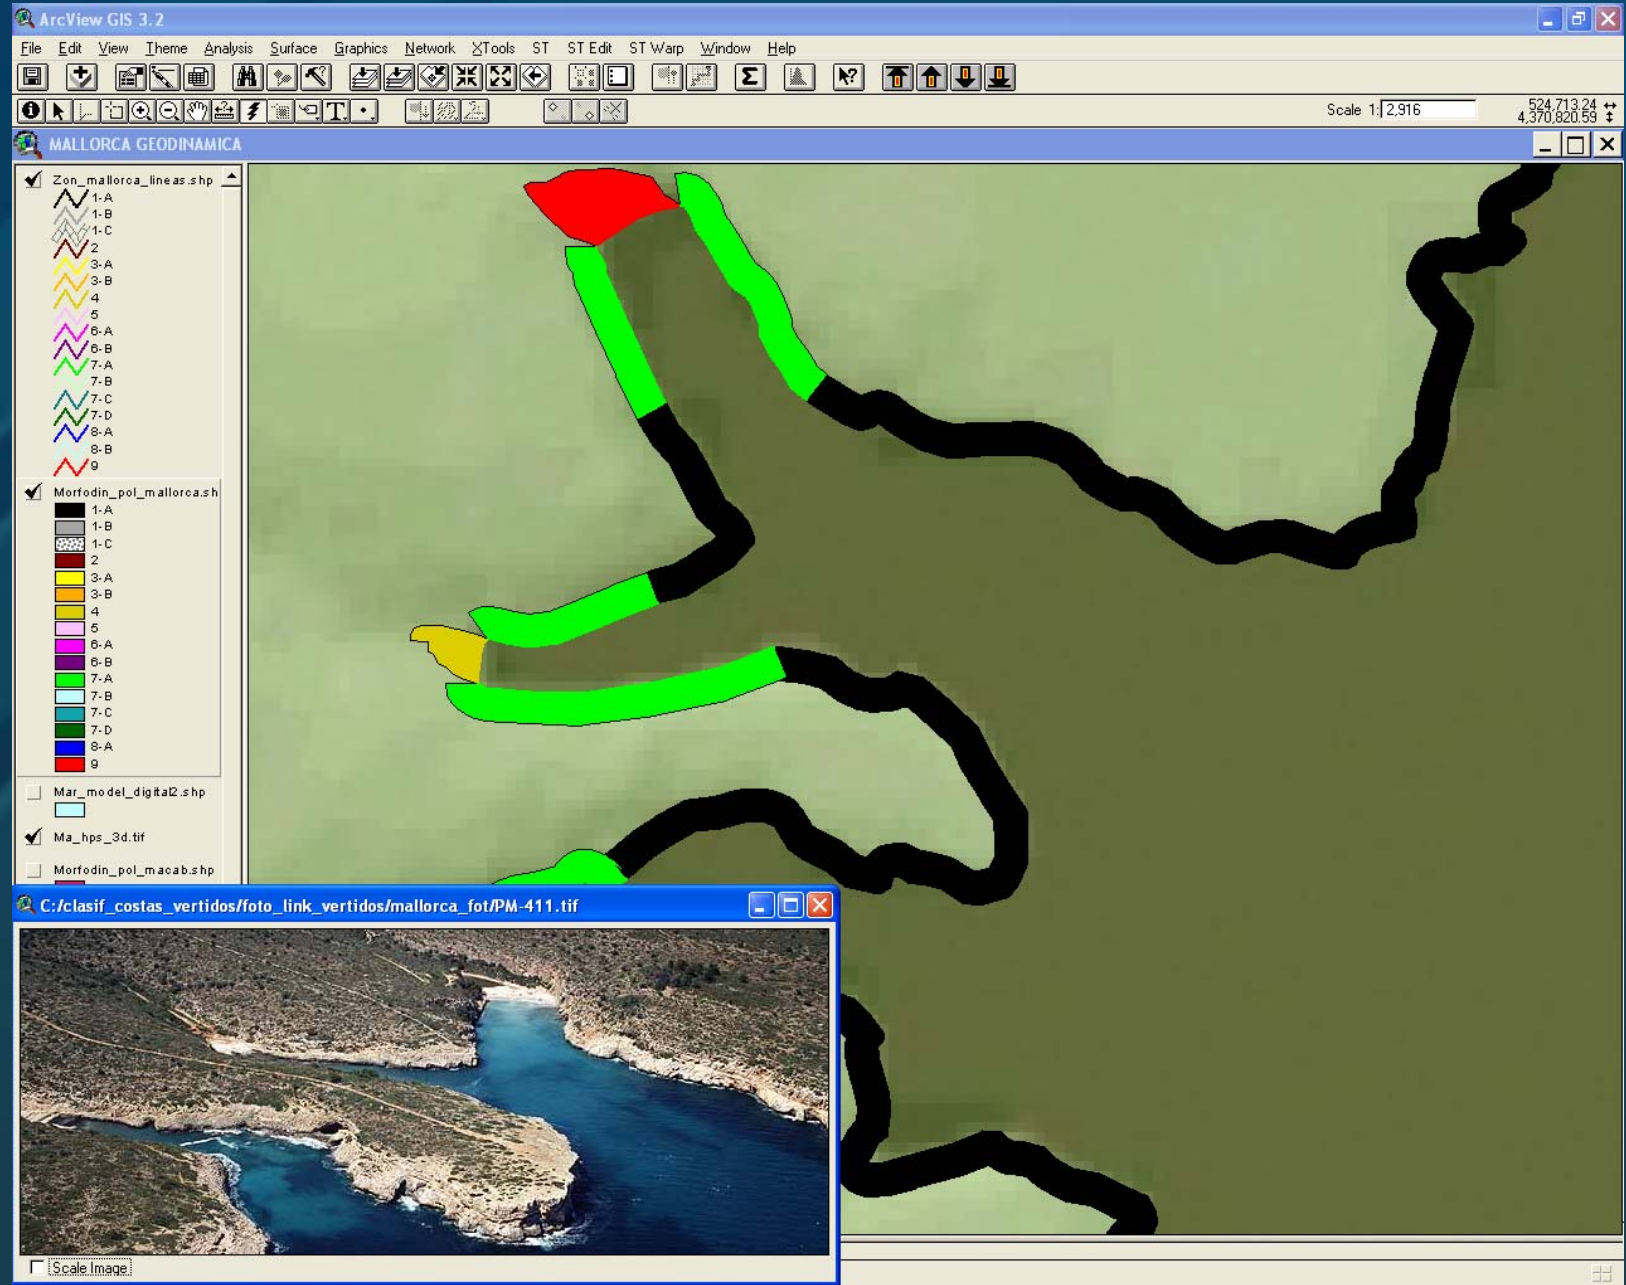 ArcView GIS 3.2
File Edit View Theme Analysis Surface Graphics Network XTools ST ST Edit ST Warp Window Help
Scale 1: 2,916
524,713.24
4,370,820.59
MALLORCA GEODINAMICA
Zon_mallorca_lineas.shp
1-A
1-B
1-C
2
3-A
3-B
4
5
6-A
6-B
7-A
7-B
7-C
7-D
8-A
8-B
9
Morfodin_pol_mallorca.sh
1-A
1-B
1-C
2
3-A
3-B
4
5
6-A
6-B
7-A
7-B
7-C
7-D
8-A
9
Mar_model_digital2.shp
Ma_hps_3d.tif
Morfodin_pol_macab.shp
C:/clasif_costas_vertidos/foto_link_vertidos/mallorca_fot/PM-411.tif
Scale Image